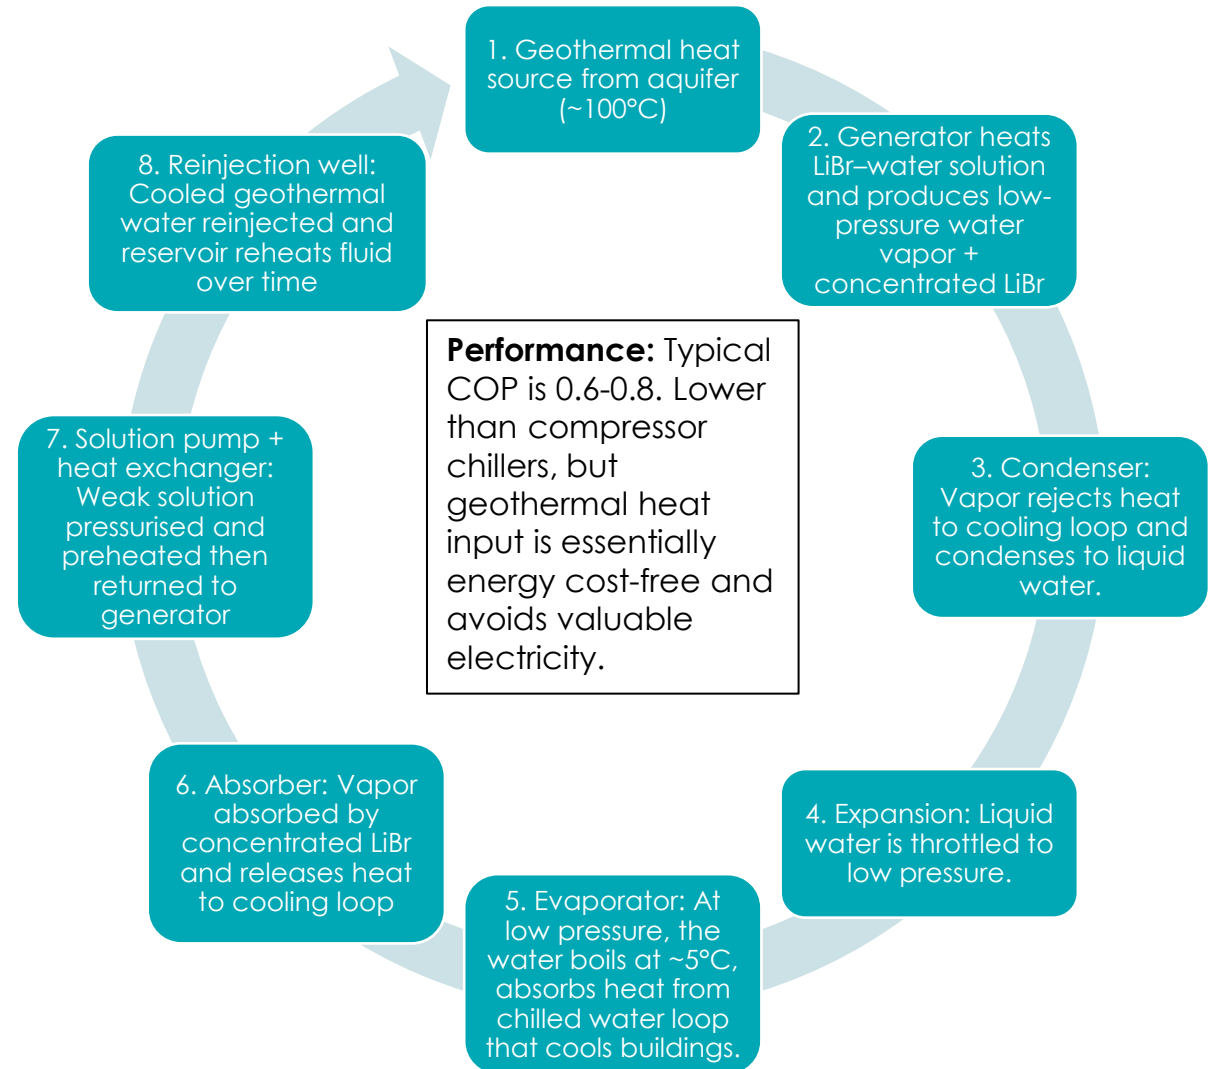 1. Geothermal heat
source from aquifer
(~100°C)
2. Generator heats
LiBr–water solution
and produces low-
pressure water
vapor +
concentrated LiBr
3. Condenser:
Vapor rejects heat
to cooling loop and
condenses to liquid
water.
4. Expansion: Liquid
water is throttled to
low pressure.
5. Evaporator: At
low pressure, the
water boils at ~5°C,
absorbs heat from
chilled water loop
that cools buildings.
6. Absorber: Vapor
absorbed by
concentrated LiBr
and releases heat
to cooling loop
7. Solution pump +
heat exchanger:
Weak solution
pressurised and
preheated then
returned to
generator
8. Reinjection well:
Cooled geothermal
water reinjected and
reservoir reheats fluid
over time
Performance: Typical
COP is 0.6-0.8. Lower
than compressor
chillers, but
geothermal heat
input is essentially
energy cost-free and
avoids valuable
electricity.